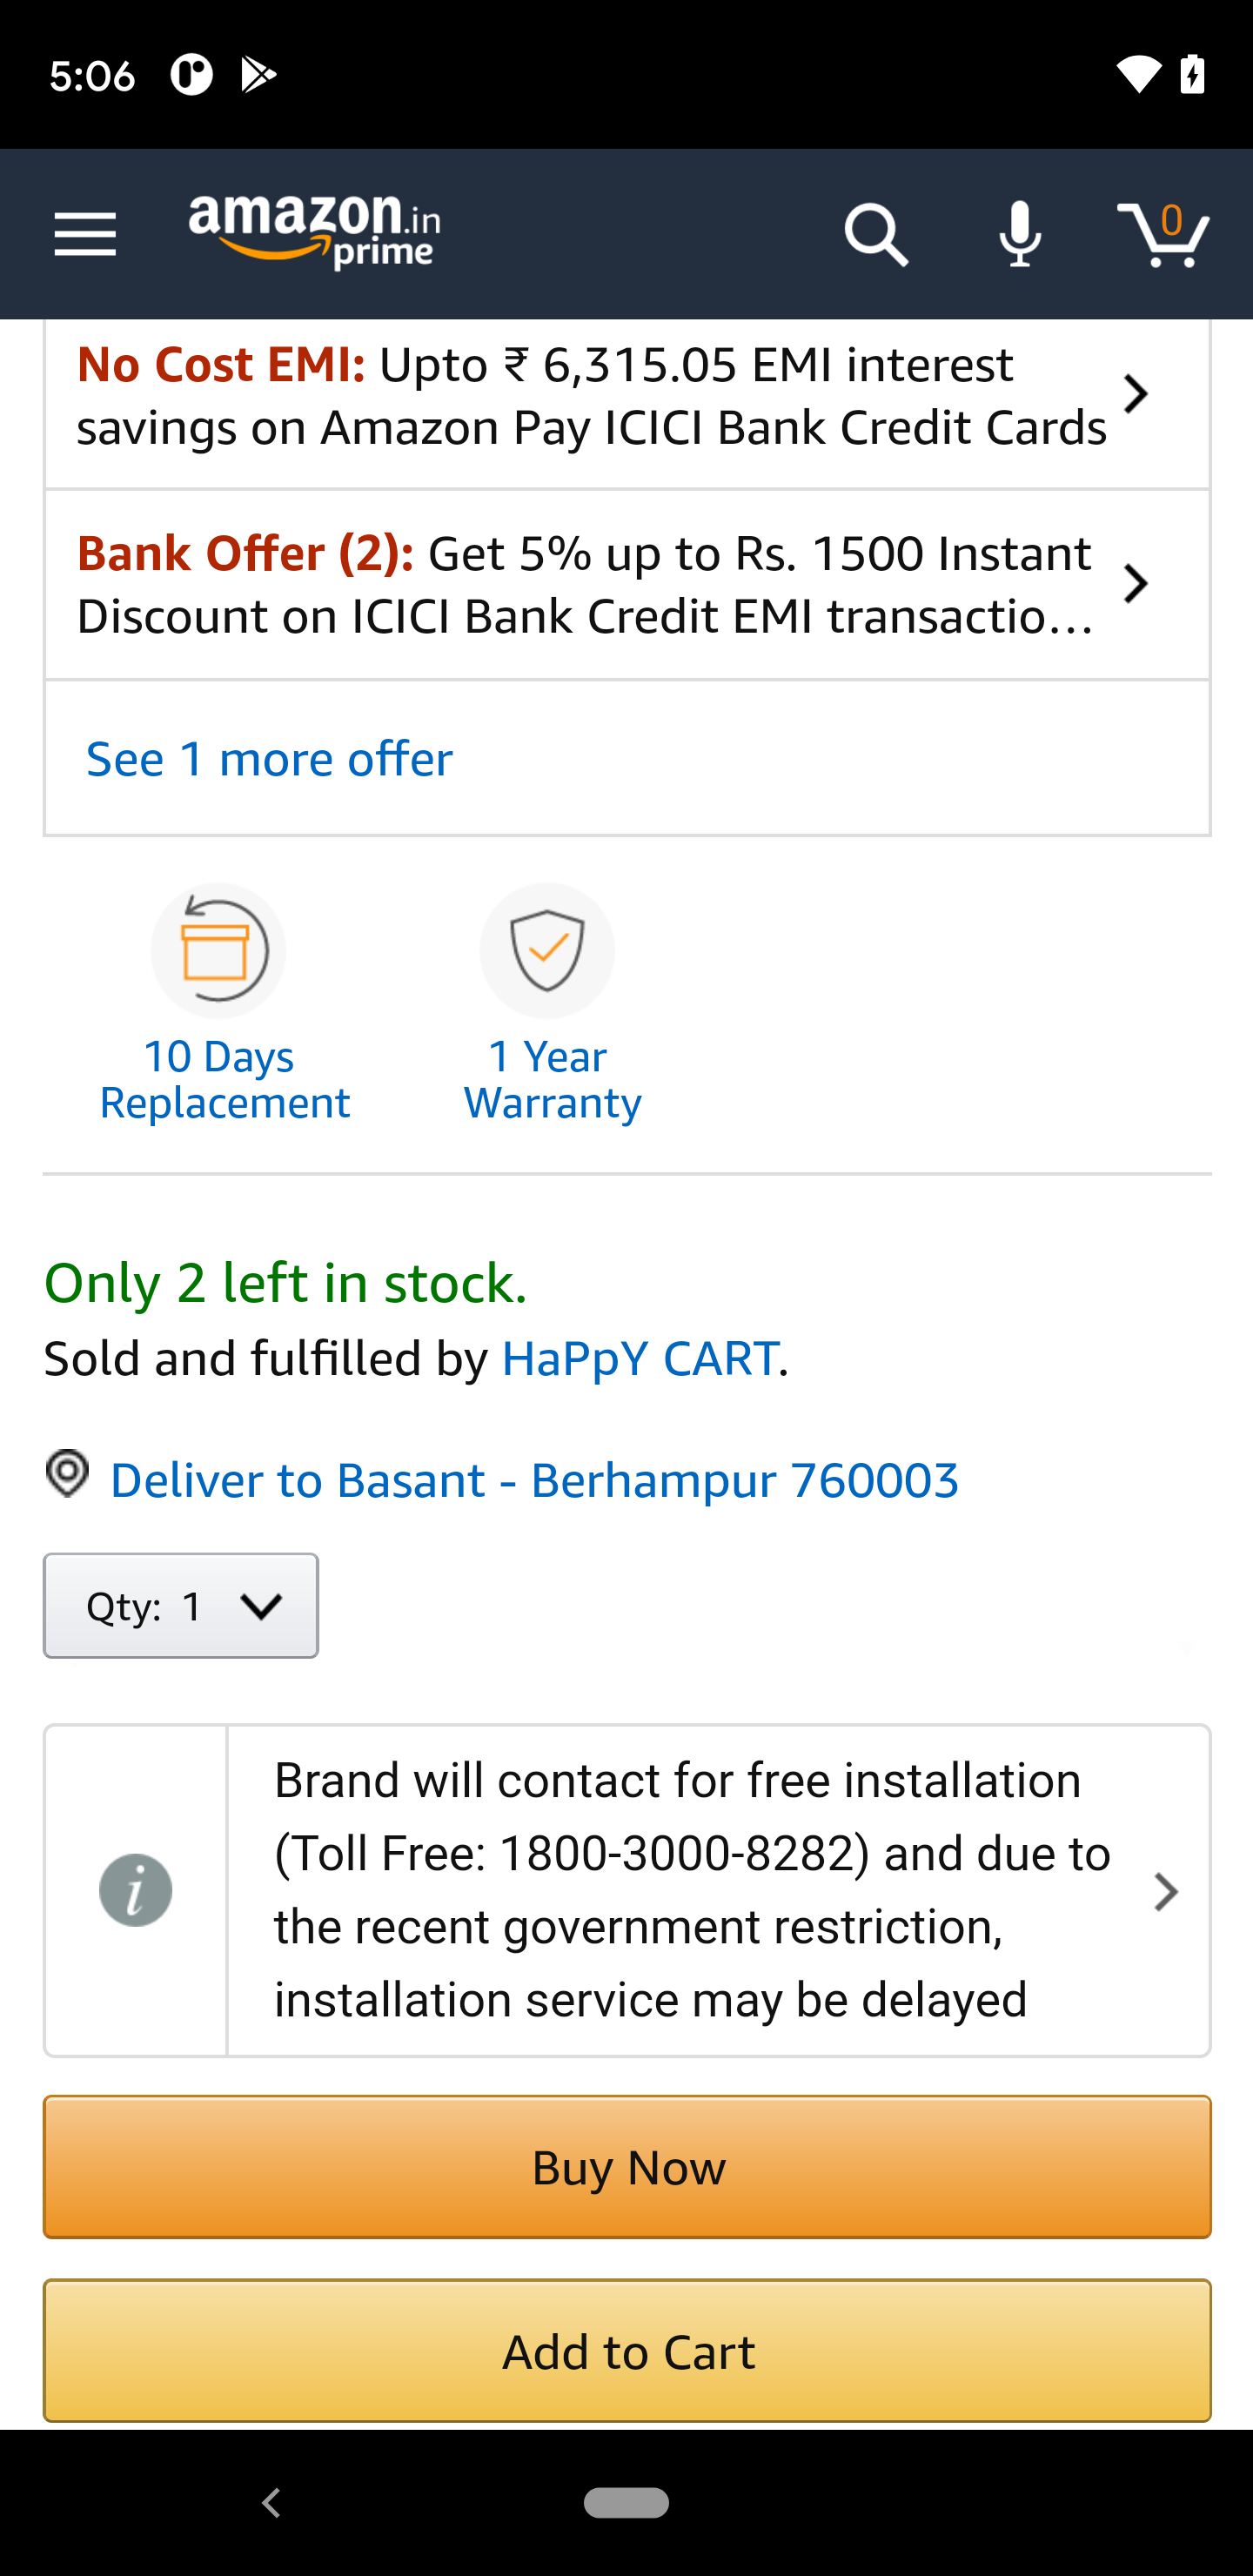 5:06
amazon.in
prime
0
No Cost EMI: Upto ₹ 6,315.05 EMI interest
savings on Amazon Pay ICICI Bank Credit Cards
Bank Offer (2): Get 5% up to Rs. 1500 Instant
Discount on ICICI Bank Credit EMI transactio...
See 1 more offer
10 Days
Replacement
1 Year
Warranty
Only 2 left in stock.
Sold and fulfilled by HaPpY CART.
Deliver to Basant - Berhampur 760003
Qty: 1
Brand will contact for free installation
(Toll Free: 1800-3000-8282) and due to
the recent government restriction,
installation service may be delayed
Buy Now
Add to Cart